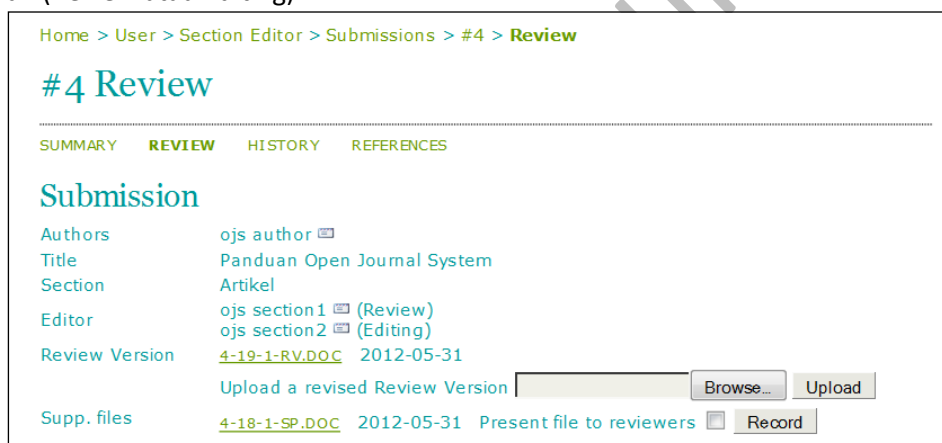 Home > User > Section Editor > Submissions > #4 > Review
#4 Review
SUMMARY REVIEW HISTORY REFERENCES
Submission
Authors ojs author
Title Panduan Open Journal System
Section Artikel
Editor ojs section1 (Review)
ojs section2 (Editing)
Review Version 4-19-1-RV.DOC 2012-05-31
Upload a revised Review Version Browse... Upload
Supp. files 4-18-1-SP.DOC 2012-05-31 Present file to reviewers Record